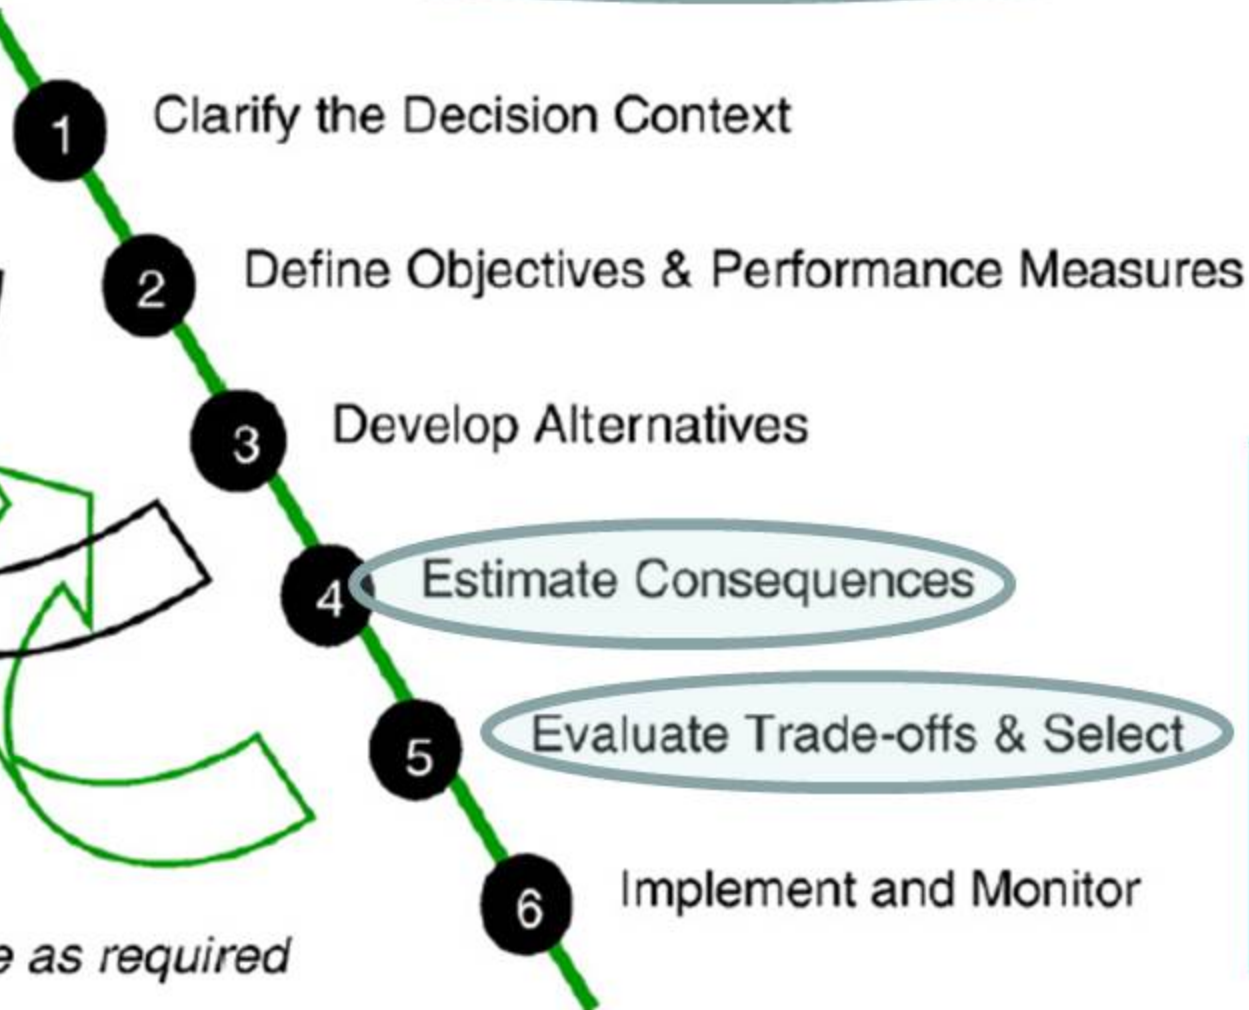 1 Clarify the Decision Context
2 Define Objectives & Performance Measures
3 Develop Alternatives
4 Estimate Consequences
5 Evaluate Trade-offs & Select
6 Implement and Monitor
as required